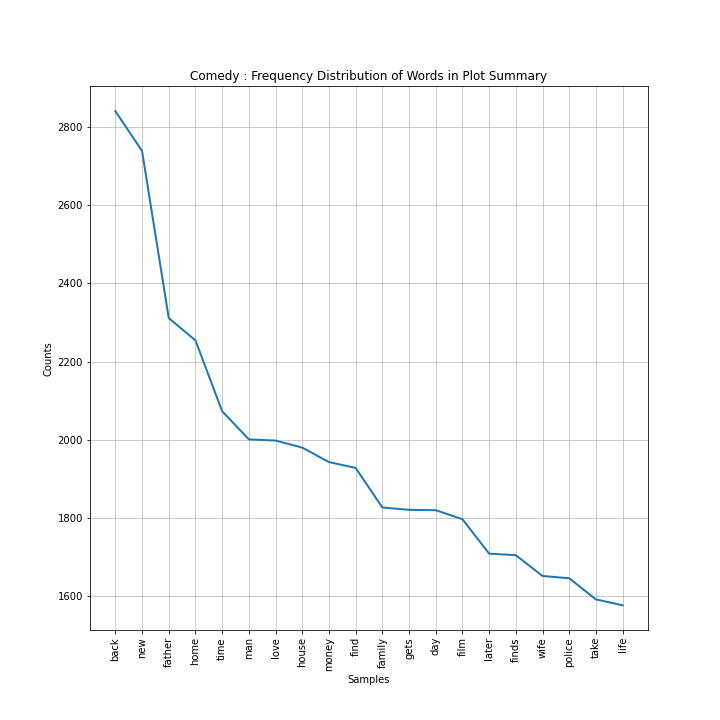 Comedy : Frequency Distribution of Words in Plot Summary
Counts
2800
2600
2400
2200
2000
1800
1600
back
new
father
home
time
man
love
house
money
find
family
gets
day
film
later
finds
wife
police
take
life
Samples